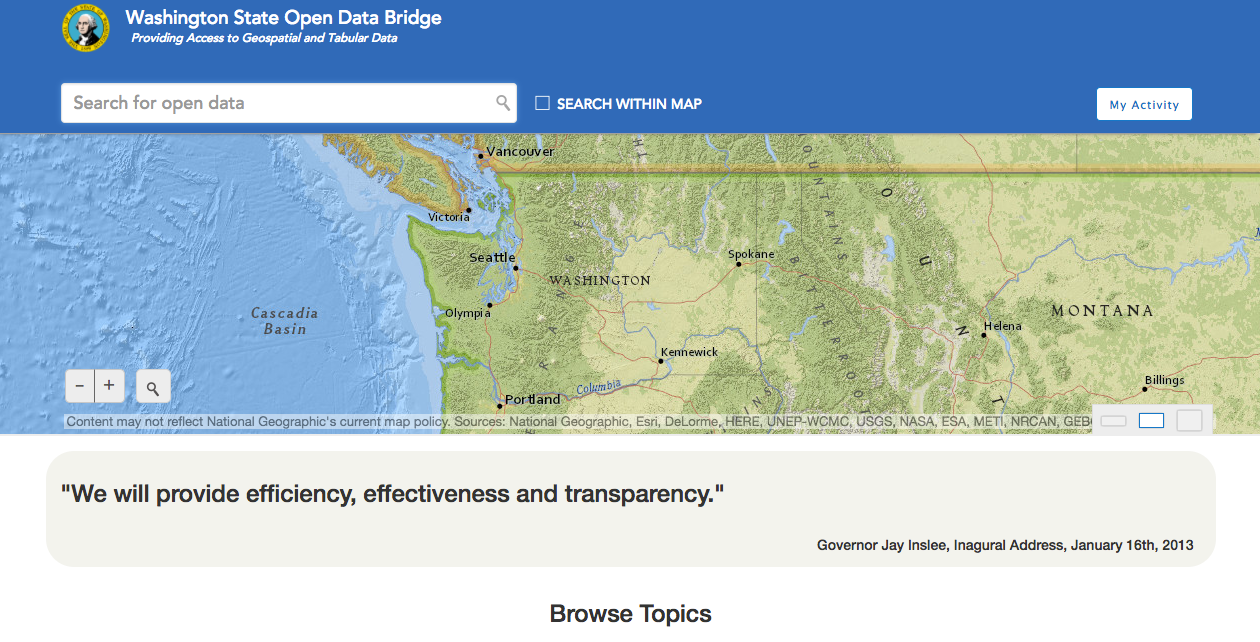 Washington State Open Data Bridge
Providing Access to Geospatial and Tabular Data
Search for open data
SEARCH WITHIN MAP
My Activity
Vancouver
Victoria
Seattle
Spokane
WASHINGTON
Cascadia
Basin
Olympia
MONTANA
Helena
Kennewick
Billings
Columbia
Portland
− +
Content may not reflect National Geographic's current map policy. Sources: National Geographic, Esri, DeLorme, HERE, UNEP-WCMC, USGS, NASA, ESA, METI, NRCAN, GEB
"We will provide efficiency, effectiveness and transparency."
Governor Jay Inslee, Inagural Address, January 16th, 2013
Browse Topics